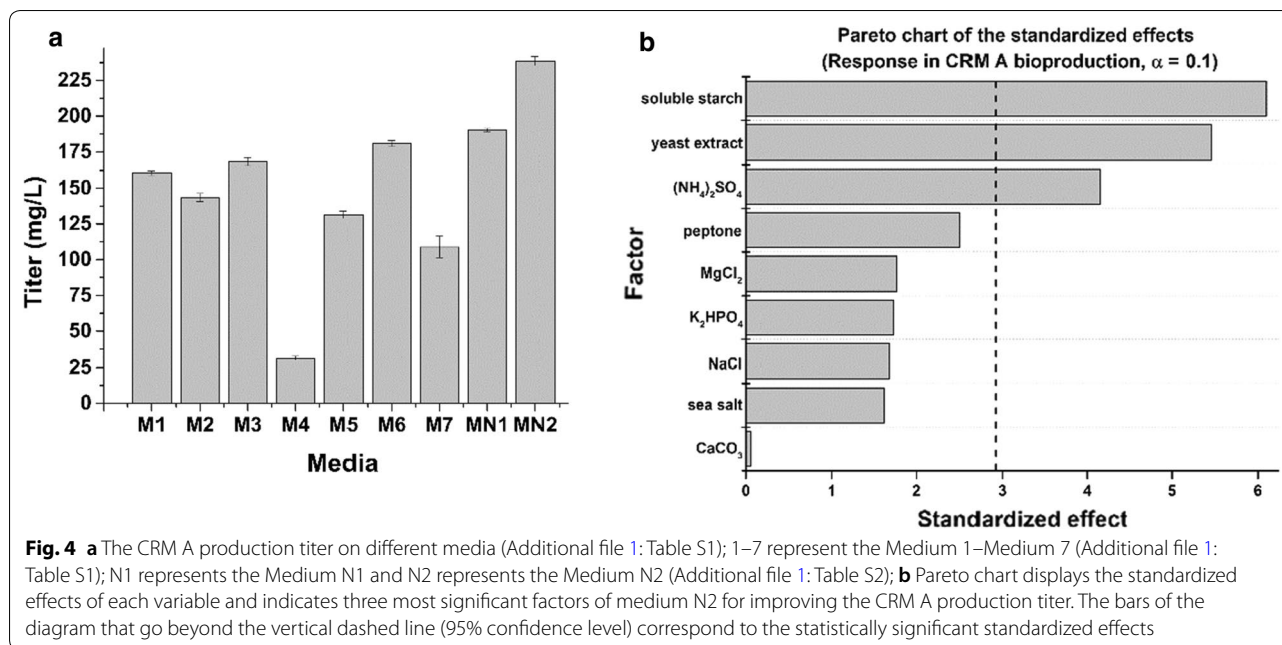 a
Titer (mg/L)
225
200
175
150
125
100
75
50
25
0
M1 M2 M3 M4 M5 M6 M7 MN1 MN2
Media
b
Pareto chart of the standardized effects
(Response in CRM A bioproduction, α = 0.1)
Factor
soluble starch
yeast extract
(NH₄)₂SO₄
peptone
MgCl₂
K₂HPO₄
NaCl
sea salt
CaCO₃
0 1 2 3 4 5 6
Standardized effect
Fig. 4 a The CRM A production titer on different media (Additional file 1: Table S1); 1–7 represent the Medium 1–Medium 7 (Additional file 1:
Table S1); N1 represents the Medium N1 and N2 represents the Medium N2 (Additional file 1: Table S2); b Pareto chart displays the standardized
effects of each variable and indicates three most significant factors of medium N2 for improving the CRM A production titer. The bars of the
diagram that go beyond the vertical dashed line (95% confidence level) correspond to the statistically significant standardized effects